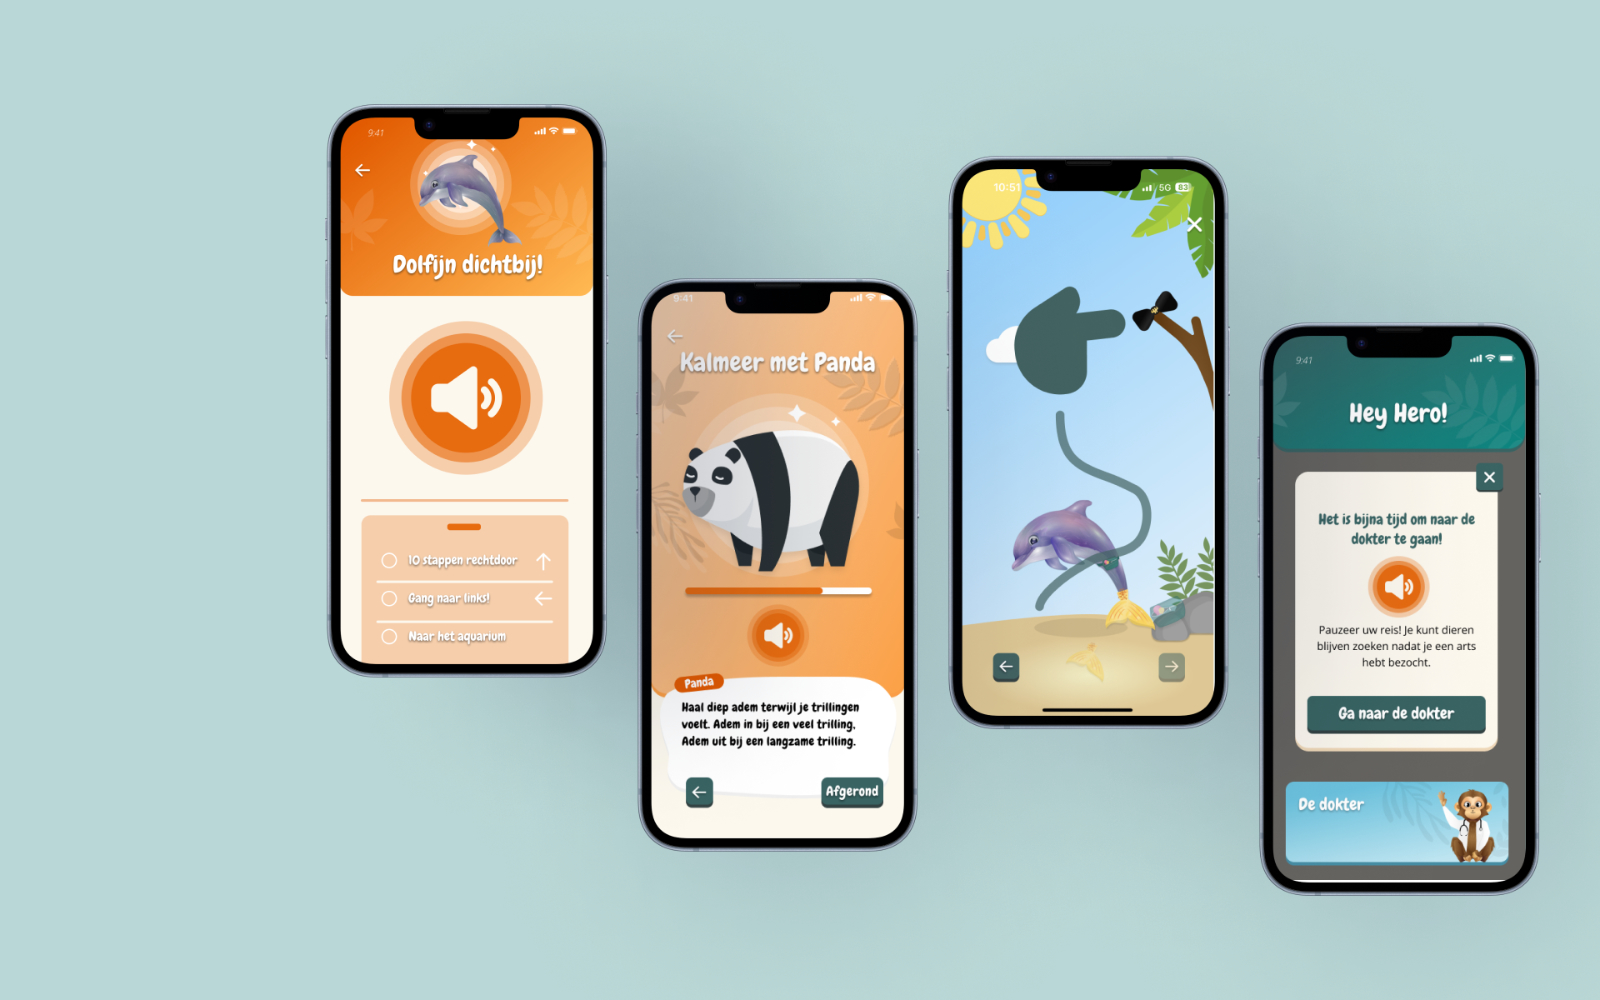 9:41
Dolfijn dichtbij!
10 stappen rechtdoor
Gang naar links!
Naar het aquarium
9:41
Kalmeer met Panda
Panda
Haal diep adem terwijl je trillingen
voelt. Adem in bij een veel trilling.
Adem uit bij een langzame trilling.
Afgerond
10:51
5G 83
9:41
Hey Hero!
Het is bijna tijd om naar de
dokter te gaan!
Pauzeer uw reis! Je kunt dieren
blijven zoeken nadat je een arts
hebt bezocht.
Ga naar de dokter
De dokter